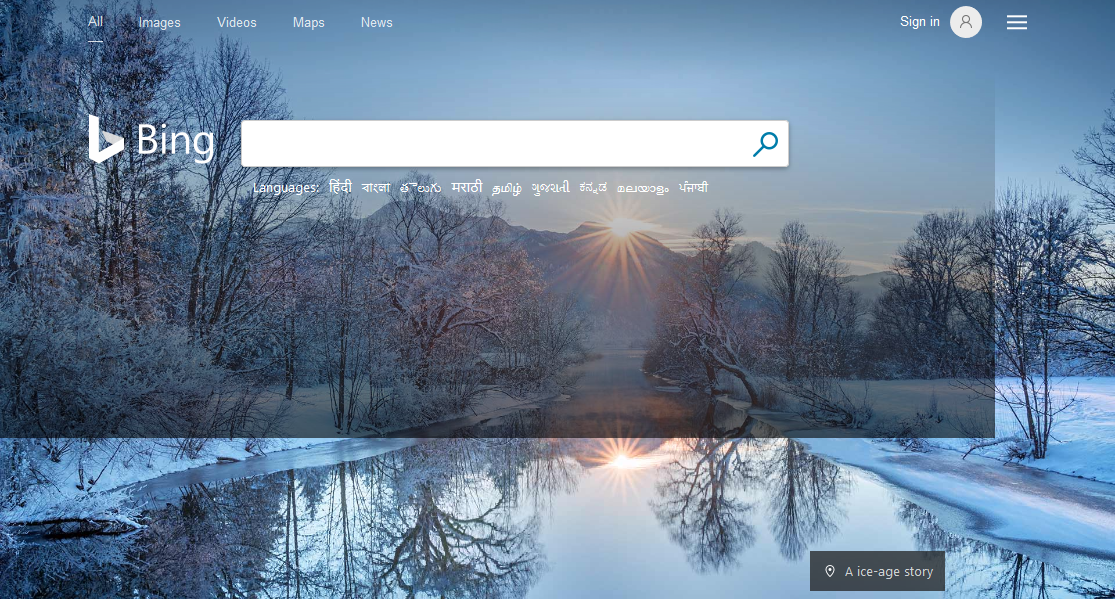 All Images Videos Maps News Sign in
Bing
Languages: हिंदी বাংলা తెలుగు मराठी தமிழ் ગુજરાતી ಕನ್ನಡ മലയാളം ਪੰਜਾਬੀ
A ice-age story